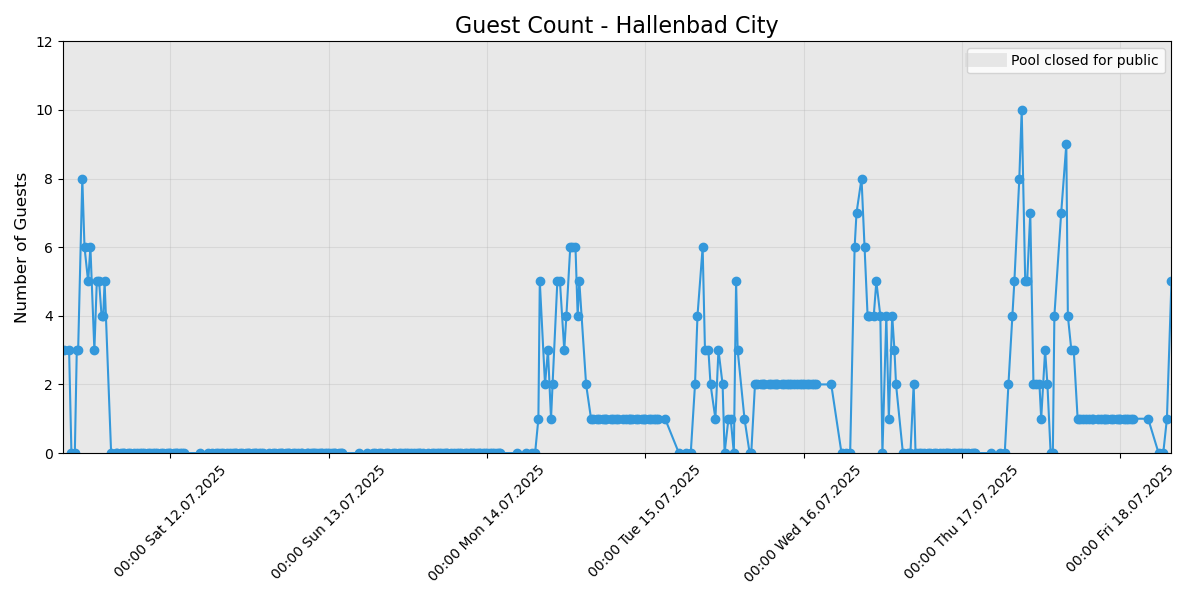 Guest Count - Hallenbad City
Pool closed for public
Number of Guests
12
10
8
6
4
2
0
00:00 Sat 12.07.2025
00:00 Sun 13.07.2025
00:00 Mon 14.07.2025
00:00 Tue 15.07.2025
00:00 Wed 16.07.2025
00:00 Thu 17.07.2025
00:00 Fri 18.07.2025